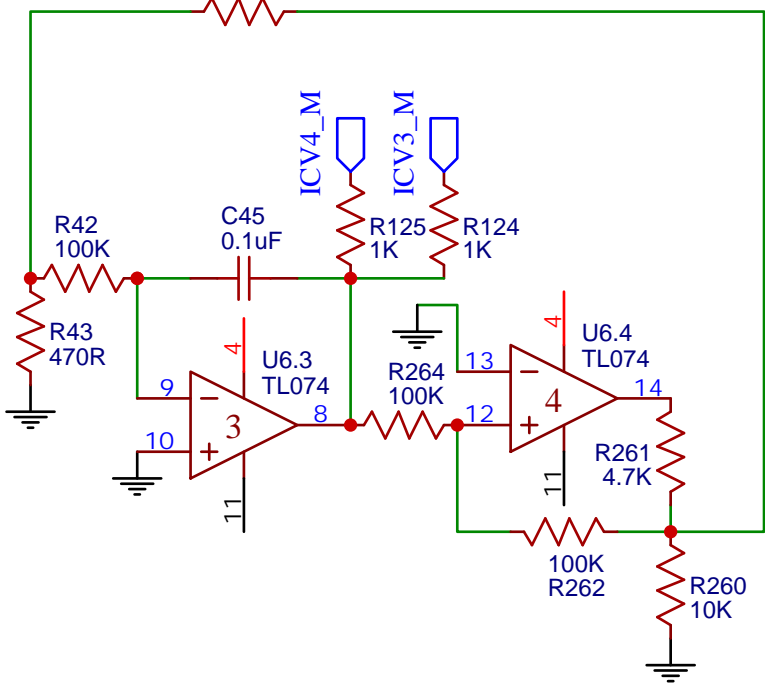 ICV4_M
ICV3_M
R42
100K
C45
0.1uF
R125
1K
R124
1K
R43
470R
4
U6.3
TL074
9
10
3
8
11
R264
100K
4
U6.4
TL074
13
12
4
14
11
R261
4.7K
100K
R262
R260
10K